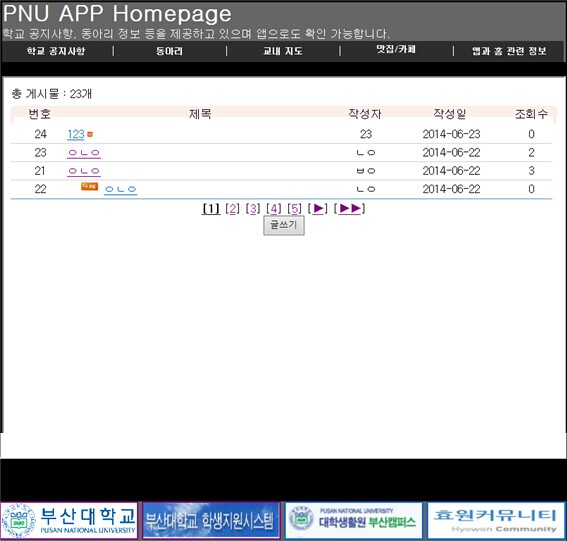 PNU APP Homepage
학교 공지사항, 동아리 정보 등을 제공하고 있으며 앱으로도 확인 가능합니다.
학교 공지사항 | 동아리 | 교내 지도 | 맛집/카페 | 앱과 홈 관련 정보
총 게시물 : 23개
번호 제목 작성자 작성일 조회수
24 123 23 2014-06-23 0
23 ㅇㄴㅇ ㄴㅇ 2014-06-22 2
21 ㅇㄴㅇ ㅂㅇ 2014-06-22 3
22 ㅇㄴㅇ ㄴㅇ 2014-06-22 0
[1] [2] [3] [4] [5] [▶] [▶▶]
글쓰기
부산대학교
PUSAN NATIONAL UNIVERSITY
부산대학교 학생지원시스템
PUSAN NATIONAL UNIVERSITY
대학생활원 부산캠퍼스
효원커뮤니티
Hyowon Community